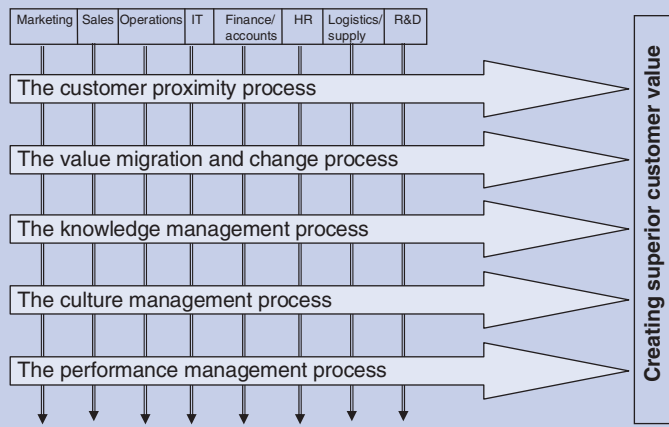 Marketing Sales Operations IT Finance/ HR Logistics/ R&D
accounts supply
The customer proximity process
The value migration and change process
The knowledge management process
The culture management process
The performance management process
Creating superior customer value